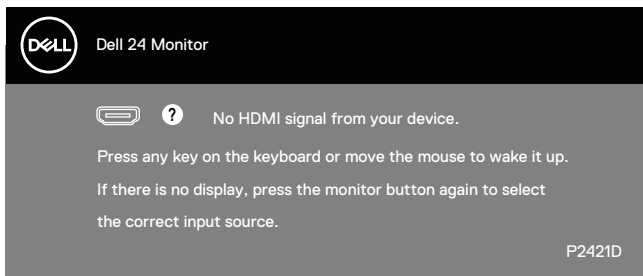 DELL
Dell 24 Monitor
? No HDMI signal from your device.
Press any key on the keyboard or move the mouse to wake it up.
If there is no display, press the monitor button again to select
the correct input source.
P2421D